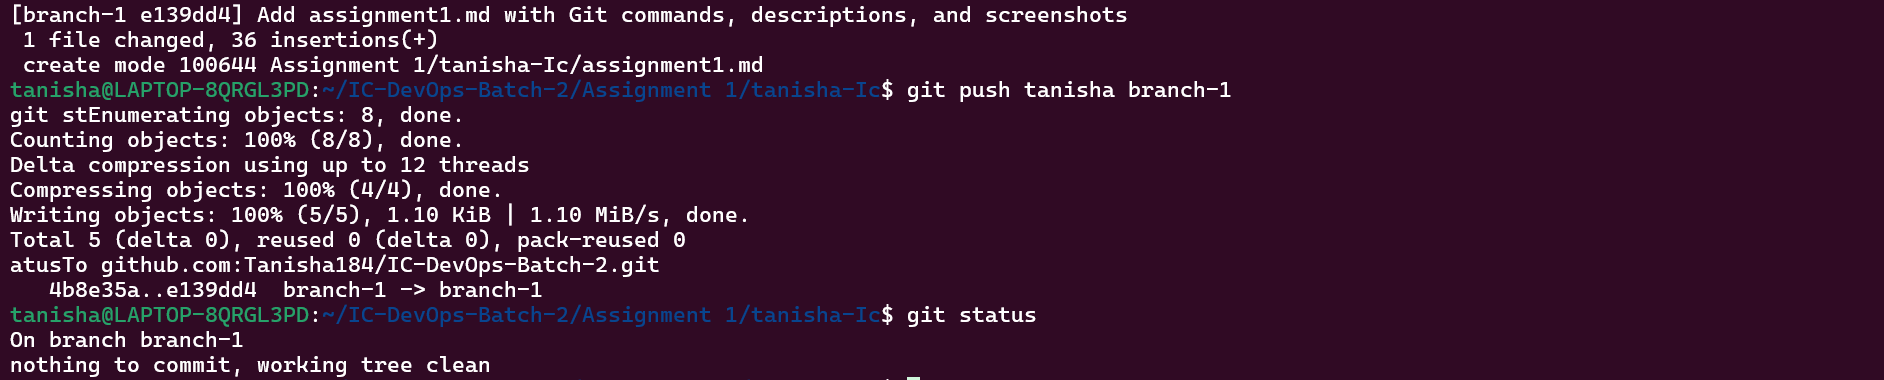 [branch-1 e139dd4] Add assignment1.md with Git commands, descriptions, and screenshots
 1 file changed, 36 insertions(+)
 create mode 100644 Assignment 1/tanisha-Ic/assignment1.md
tanisha@LAPTOP-8QRGL3PD:~/IC-DevOps-Batch-2/Assignment 1/tanisha-Ic$ git push tanisha branch-1
git stEnumerating objects: 8, done.
Counting objects: 100% (8/8), done.
Delta compression using up to 12 threads
Compressing objects: 100% (4/4), done.
Writing objects: 100% (5/5), 1.10 KiB | 1.10 MiB/s, done.
Total 5 (delta 0), reused 0 (delta 0), pack-reused 0
atusTo github.com:Tanisha184/IC-DevOps-Batch-2.git
   4b8e35a..e139dd4  branch-1 -> branch-1
tanisha@LAPTOP-8QRGL3PD:~/IC-DevOps-Batch-2/Assignment 1/tanisha-Ic$ git status
On branch branch-1
nothing to commit, working tree clean